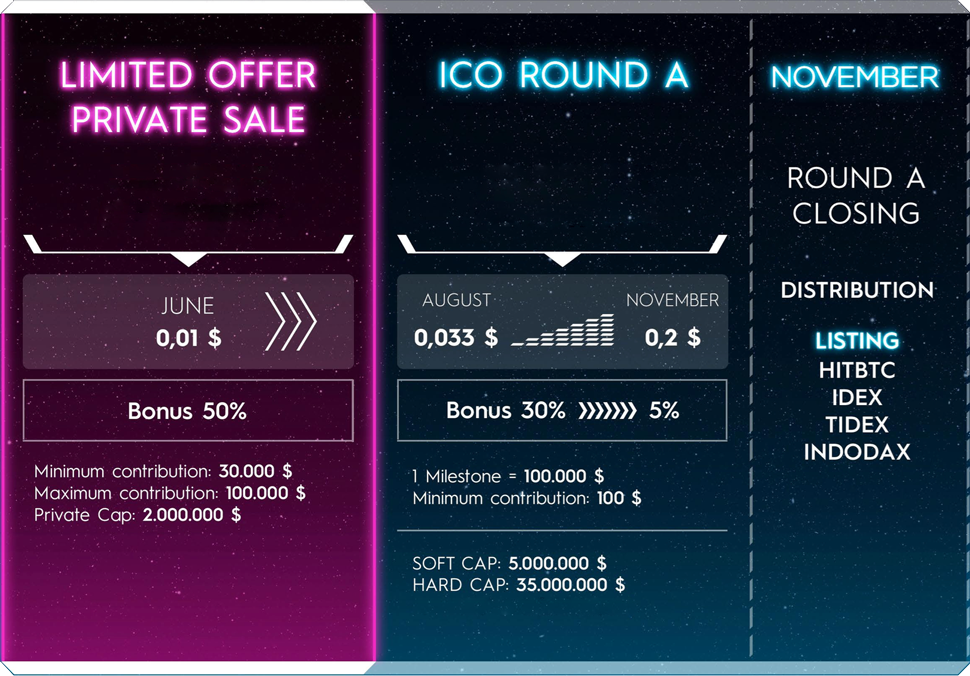 LIMITED OFFER
PRIVATE SALE
JUNE
0,01 $
Bonus 50%
Minimum contribution: 30.000 $
Maximum contribution: 100.000 $
Private Cap: 2.000.000 $
ICO ROUND A
AUGUST
0,033 $
NOVEMBER
0,2 $
Bonus 30% 5%
1 Milestone = 100.000 $
Minimum contribution: 100 $
SOFT CAP: 5.000.000 $
HARD CAP: 35.000.000 $
NOVEMBER
ROUND A
CLOSING
DISTRIBUTION
LISTING
HITBTC
IDEX
TIDEX
INDODAX